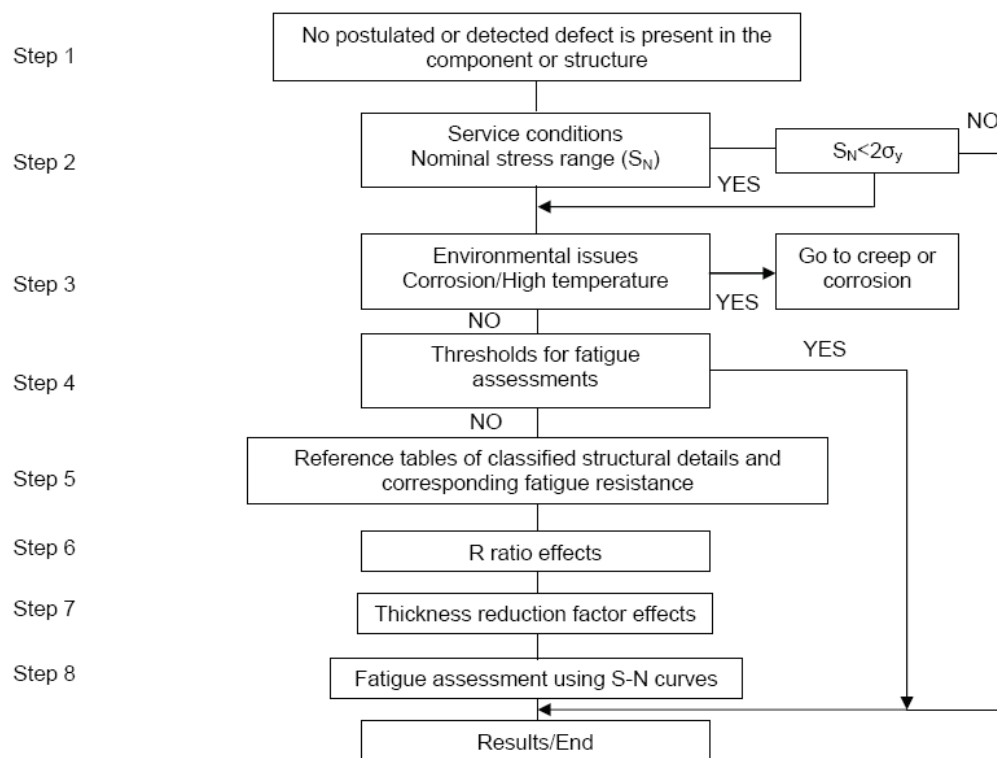 Step 1
No postulated or detected defect is present in the
component or structure
Step 2
Service conditions
Nominal stress range (S_N)
S_N<2σ_y
NO
YES
Step 3
Environmental issues
Corrosion/High temperature
YES
Go to creep or
corrosion
NO
Step 4
Thresholds for fatigue
assessments
YES
NO
Step 5
Reference tables of classified structural details and
corresponding fatigue resistance
Step 6
R ratio effects
Step 7
Thickness reduction factor effects
Step 8
Fatigue assessment using S-N curves
Results/End